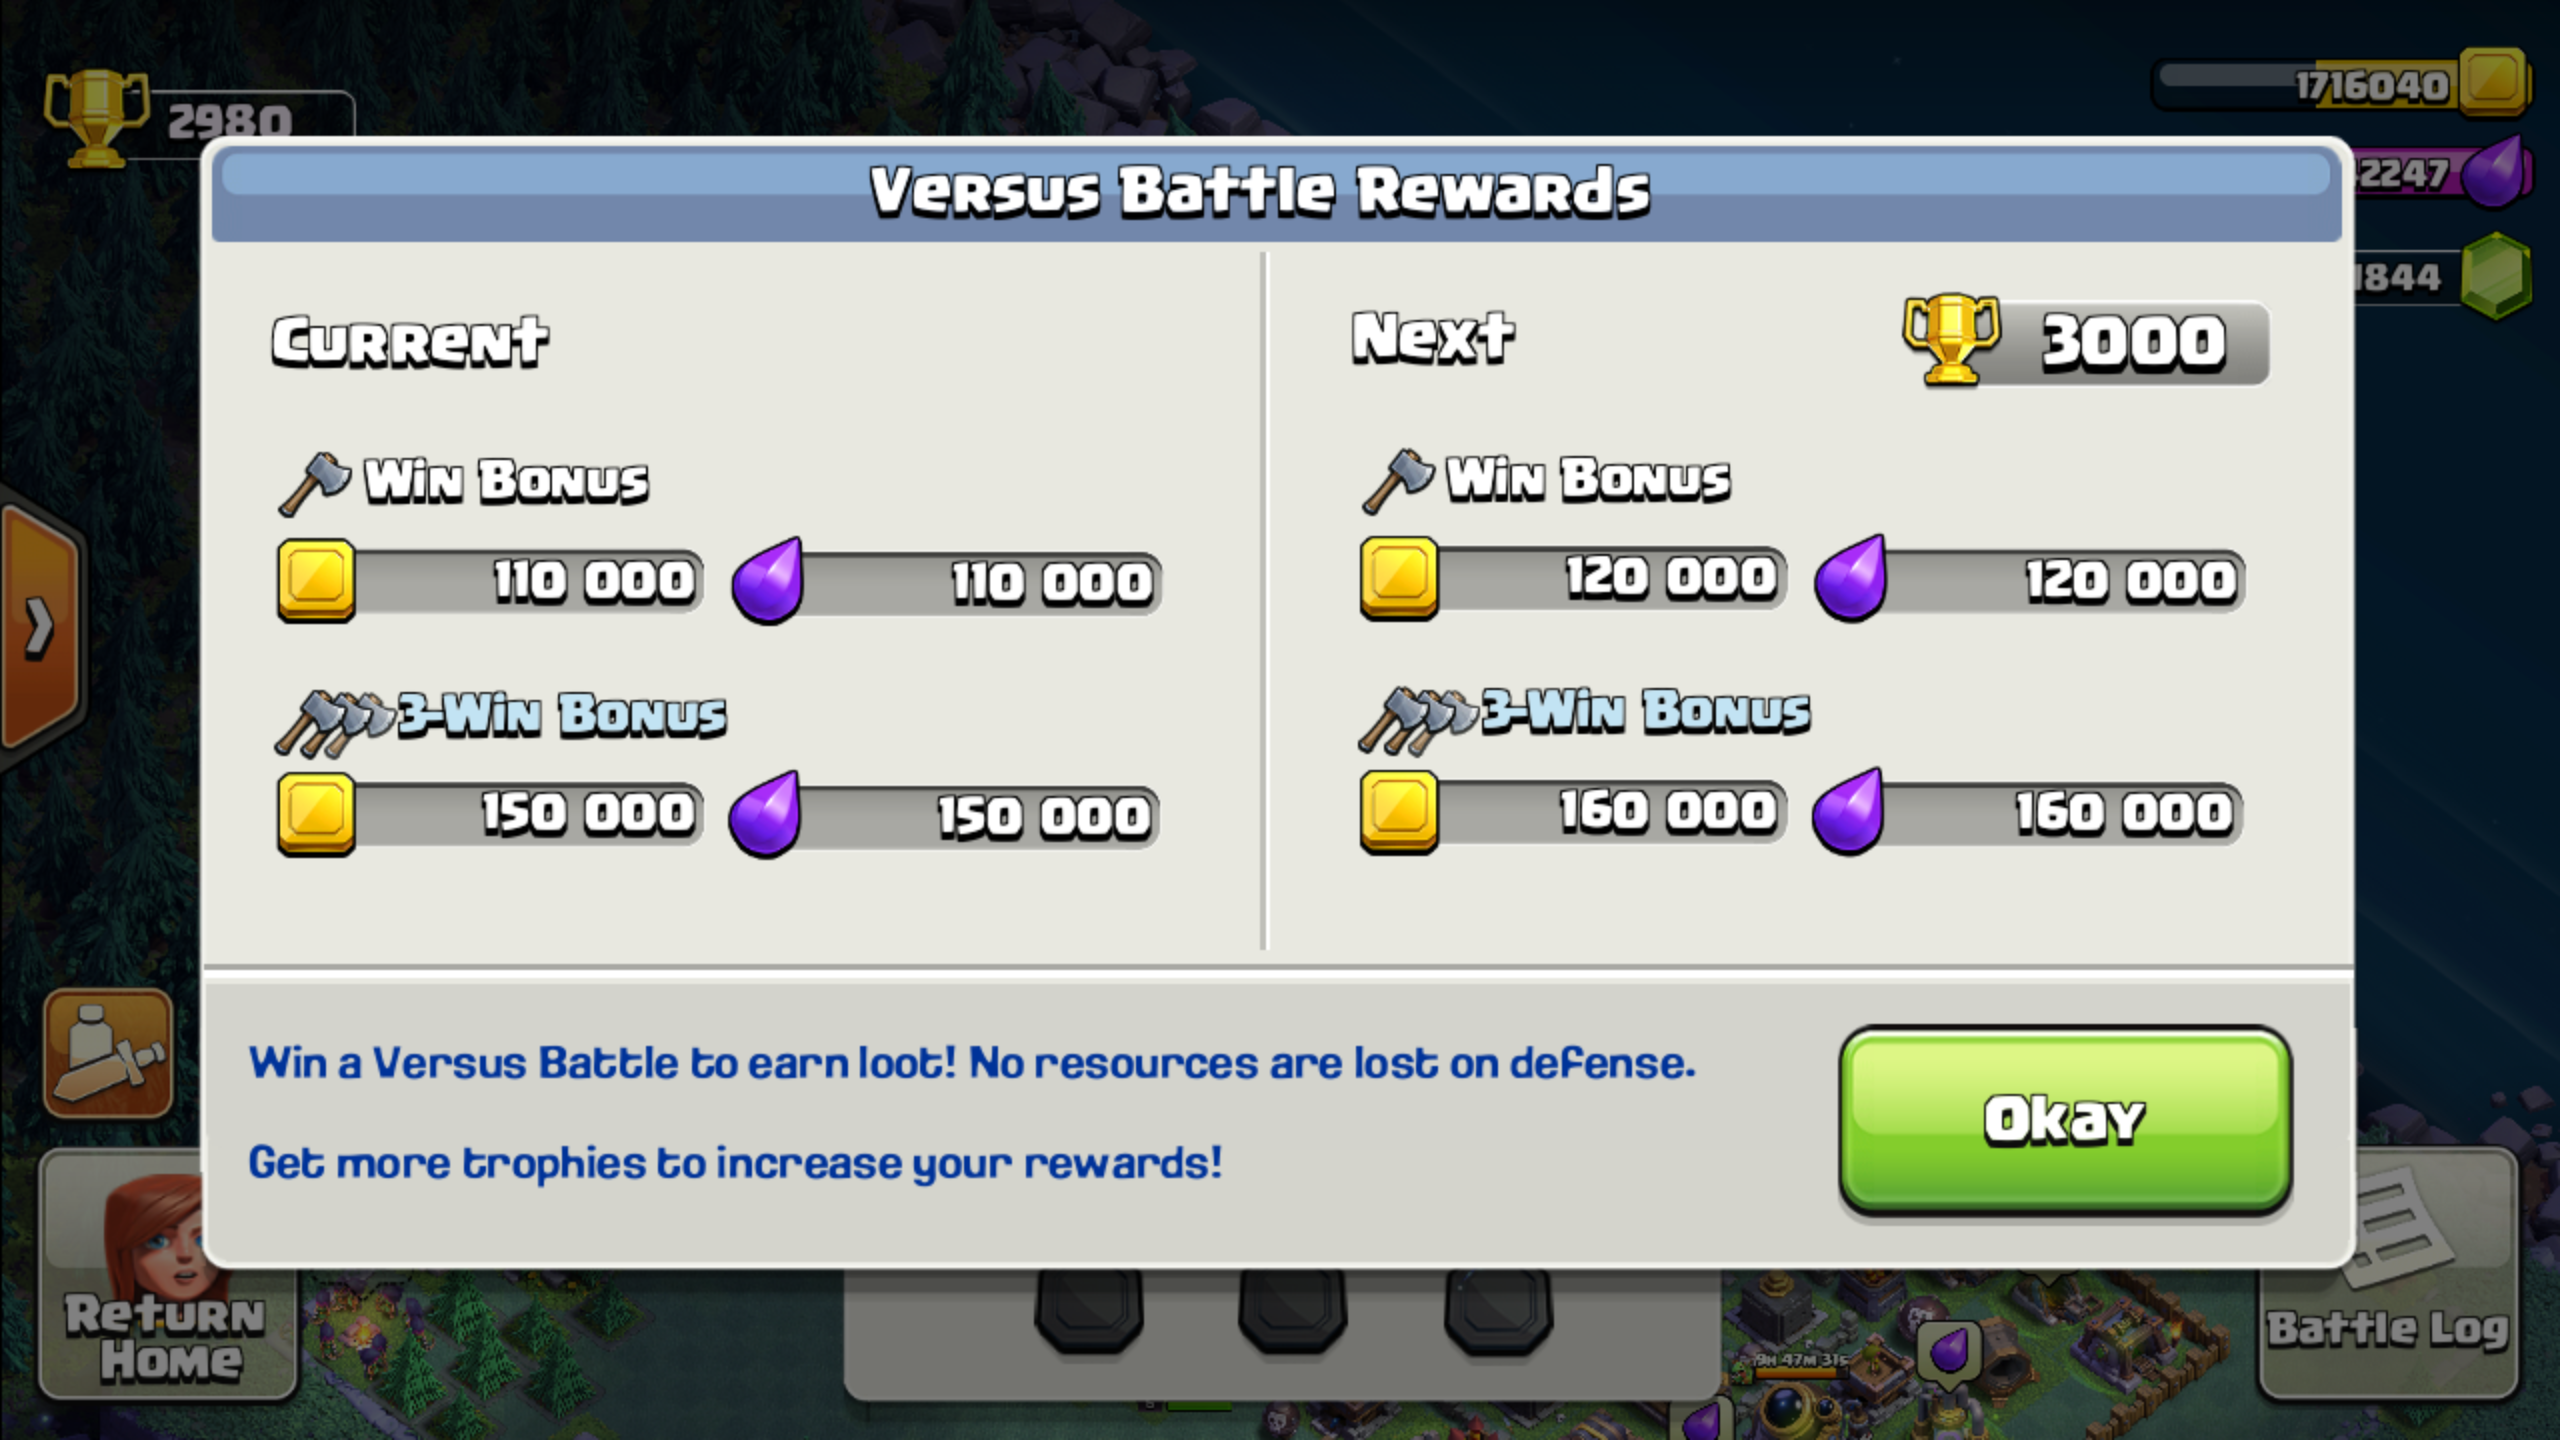 2980
1716040
Versus Battle Rewards
2247
1844
Current
Next
3000
Win Bonus
Win Bonus
110 000
110 000
120 000
120 000
3-Win Bonus
3-Win Bonus
150 000
150 000
160 000
160 000
Win a Versus Battle to earn loot! No resources are lost on defense.
Get more trophies to increase your rewards!
Okay
Return
Home
Battle Log